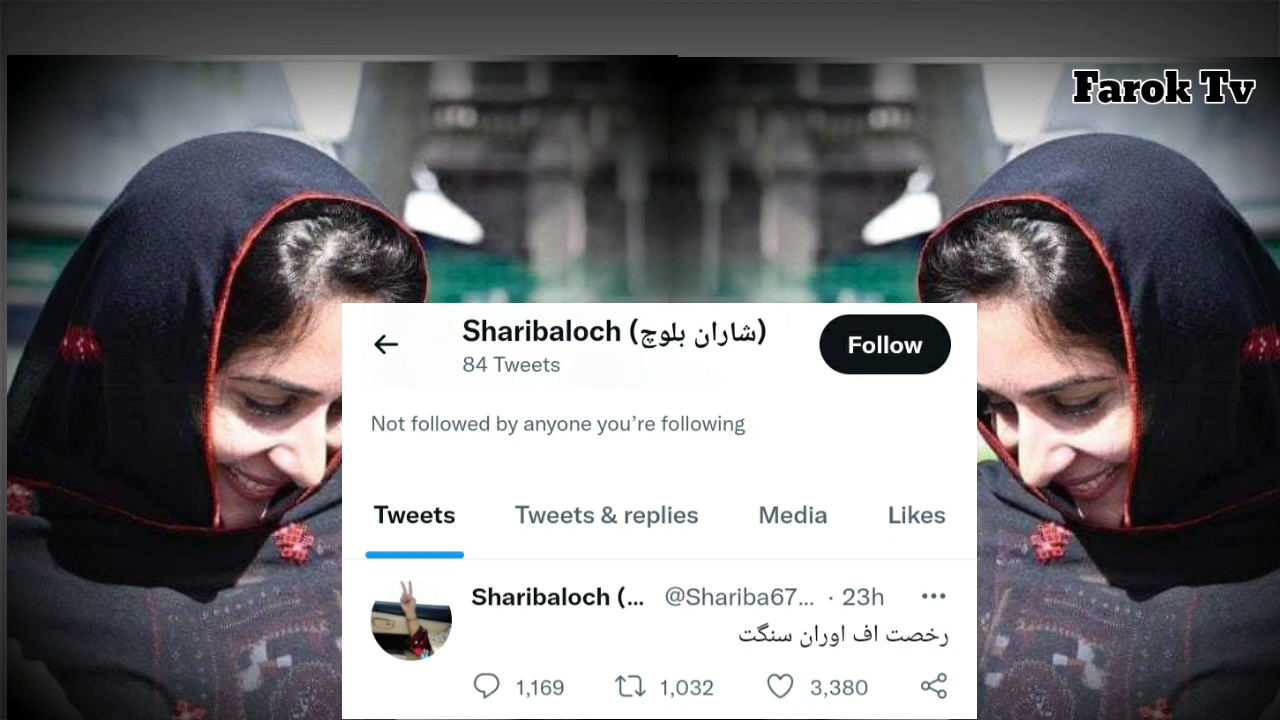 Farok Tv
Sharibaloch (شاران بلوچ)
84 Tweets
Follow
Not followed by anyone you’re following
Tweets Tweets & replies Media Likes
Sharibaloch (... @Shariba67... · 23h
رخصت اف اوران سنگت
1,169 1,032 3,380